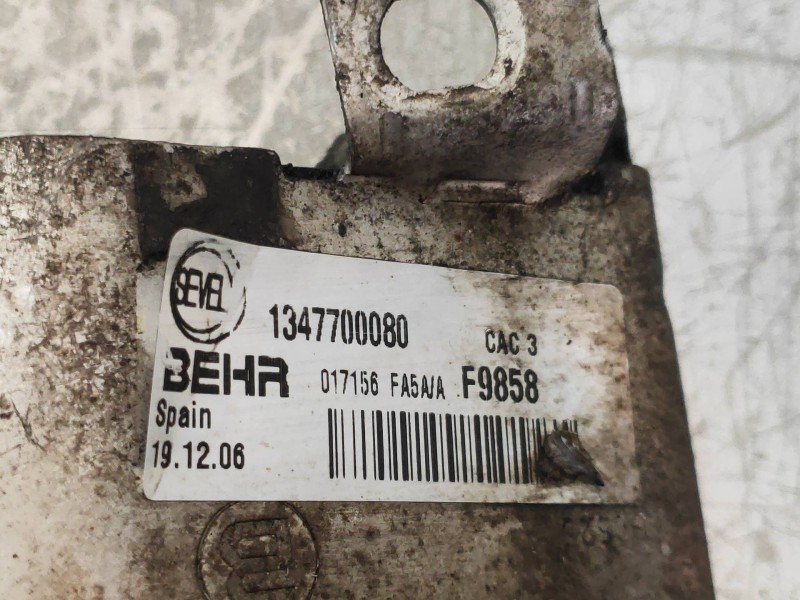 SEVEL
1347700080 CAC 3
BEHR 017156 FA5A/A F9858
Spain
19.12.06